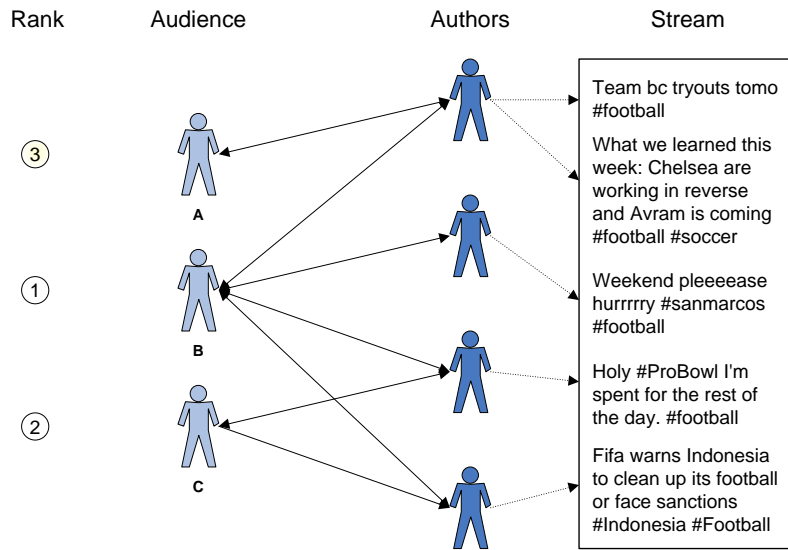 Rank Audience Authors Stream
Team bc tryouts tomo
#football
What we learned this
week: Chelsea are
working in reverse
and Avram is coming
#football #soccer
Weekend pleeeease
hurrrrry #sanmarcos
#football
Holy #ProBowl I'm
spent for the rest of
the day. #football
Fifa warns Indonesia
to clean up its football
or face sanctions
#Indonesia #Football
3
A
1
B
2
C